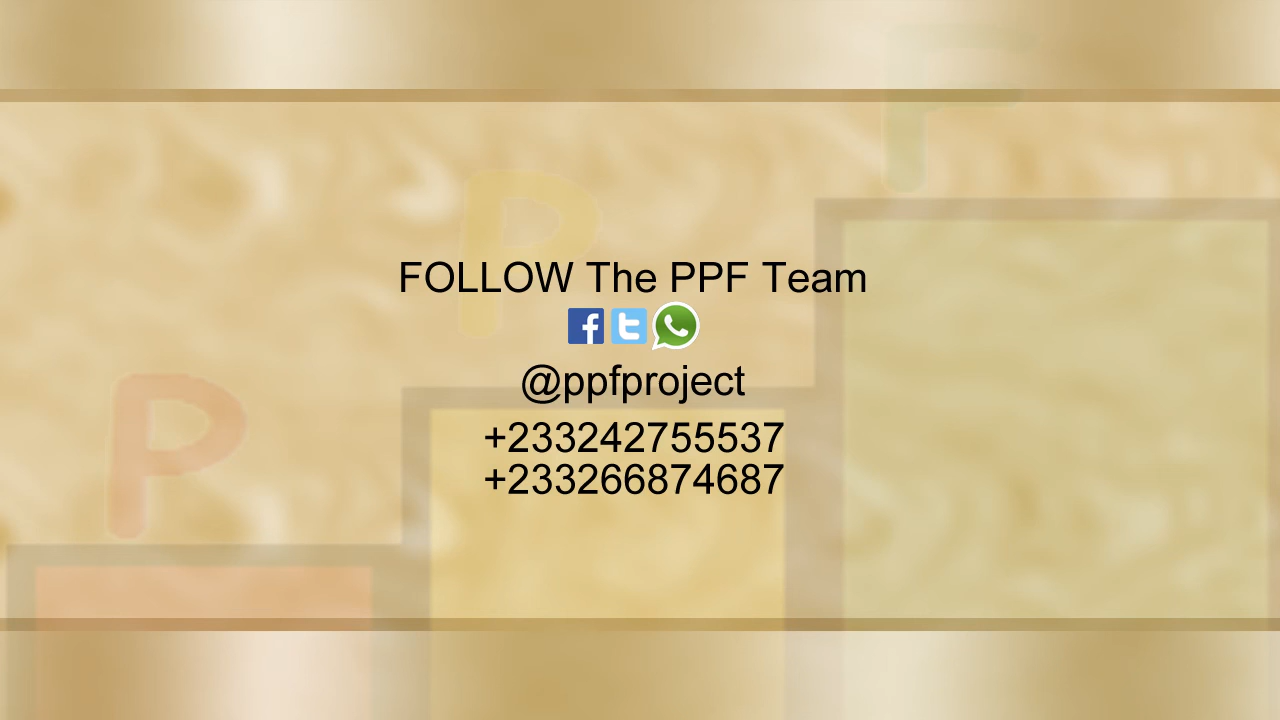 FOLLOW The PPF Team
@ppfproject
+233242755537
+233266874687
P
P
F